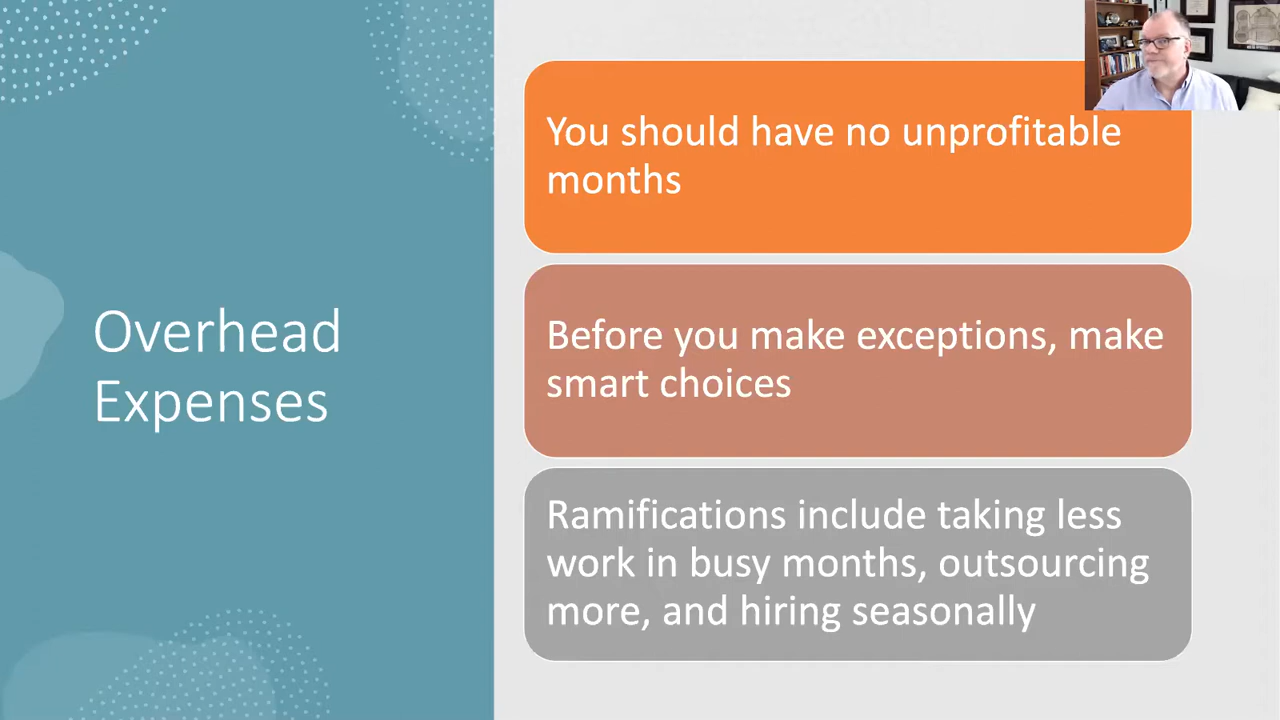 Overhead
Expenses
You should have no unprofitable
months
Before you make exceptions, make
smart choices
Ramifications include taking less
work in busy months, outsourcing
more, and hiring seasonally